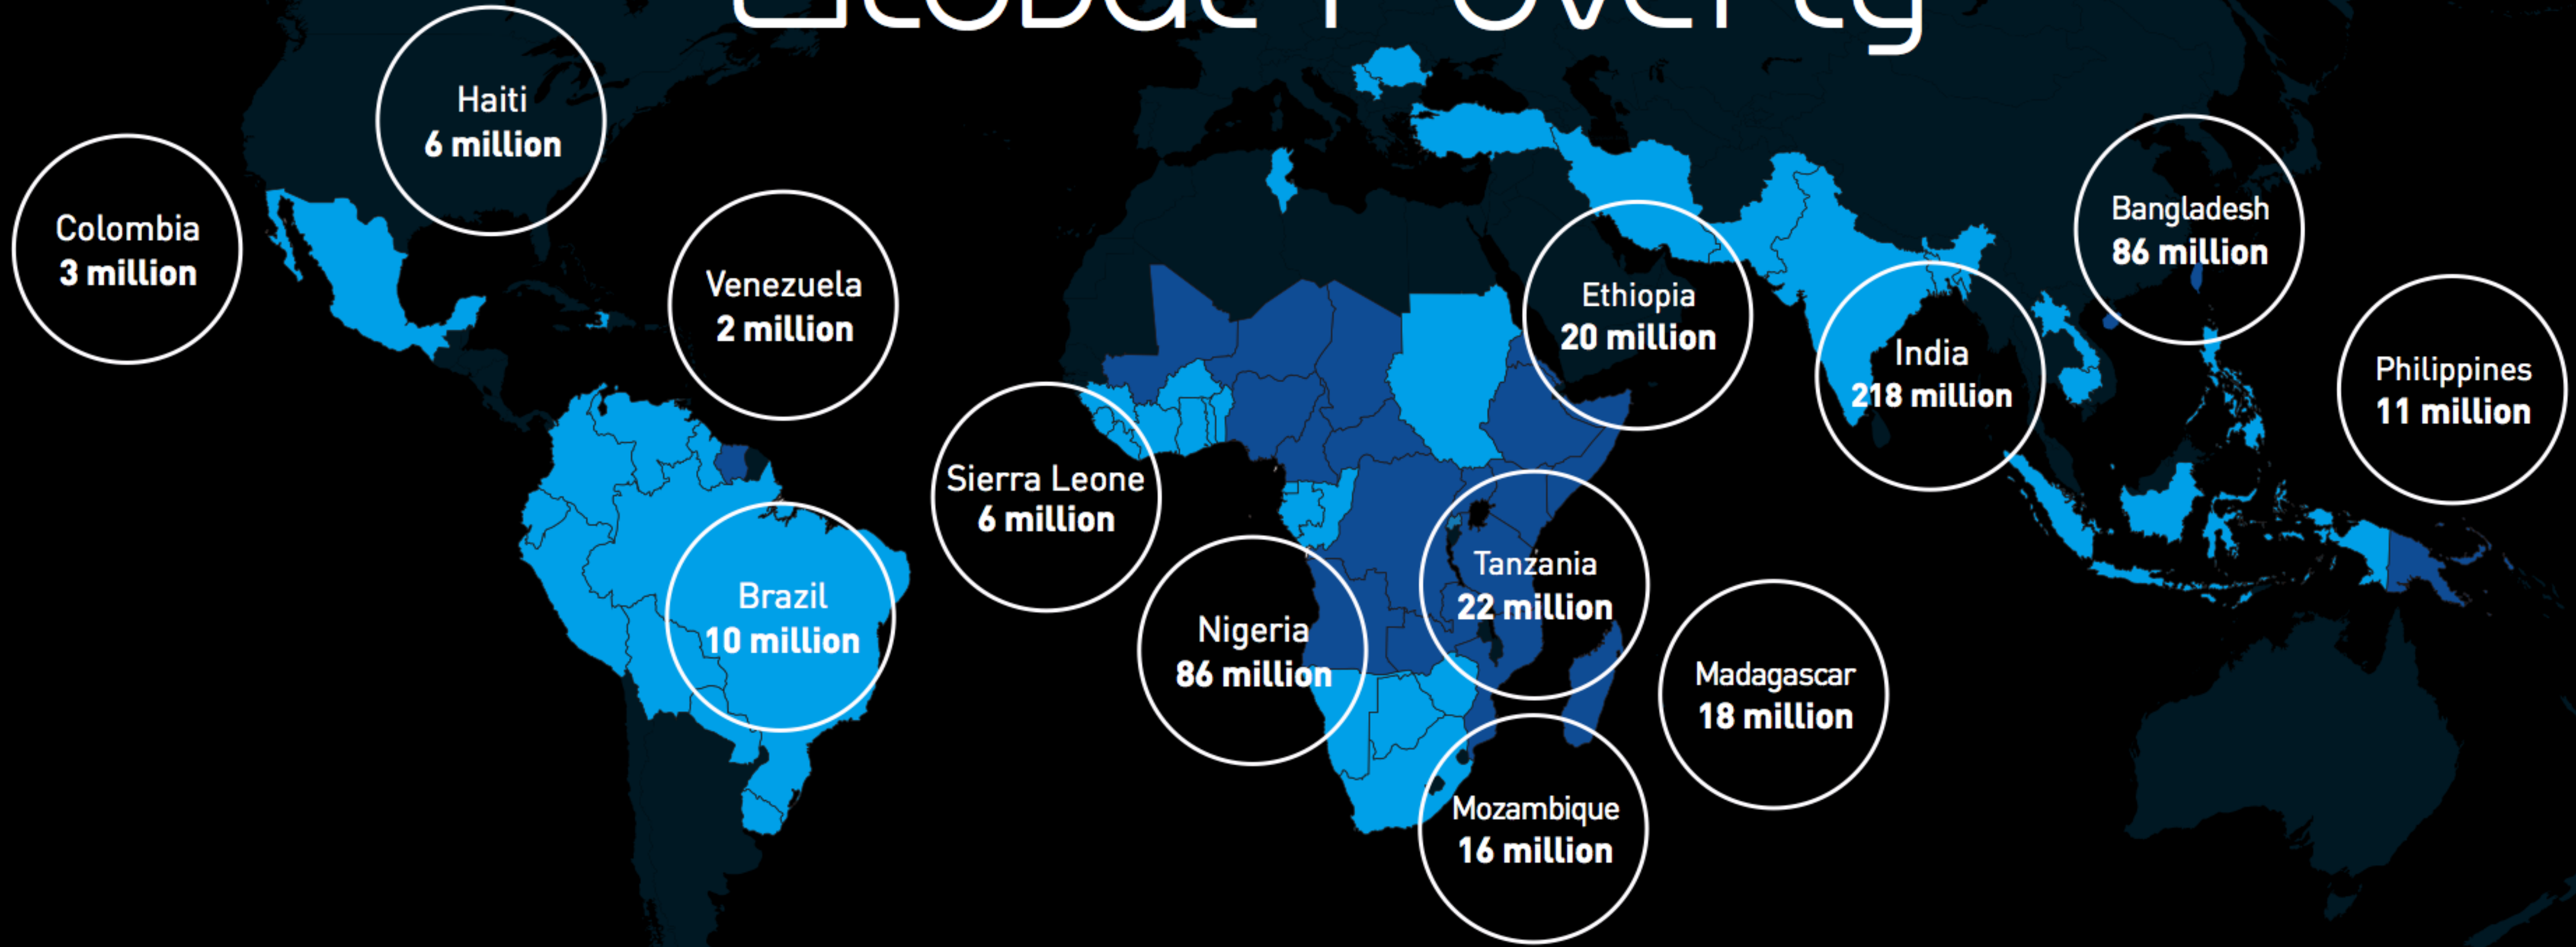 Global Poverty
Haiti
6 million
Colombia
3 million
Venezuela
2 million
Bangladesh
86 million
Ethiopia
20 million
India
218 million
Philippines
11 million
Sierra Leone
6 million
Brazil
10 million
Tanzania
22 million
Nigeria
86 million
Madagascar
18 million
Mozambique
16 million